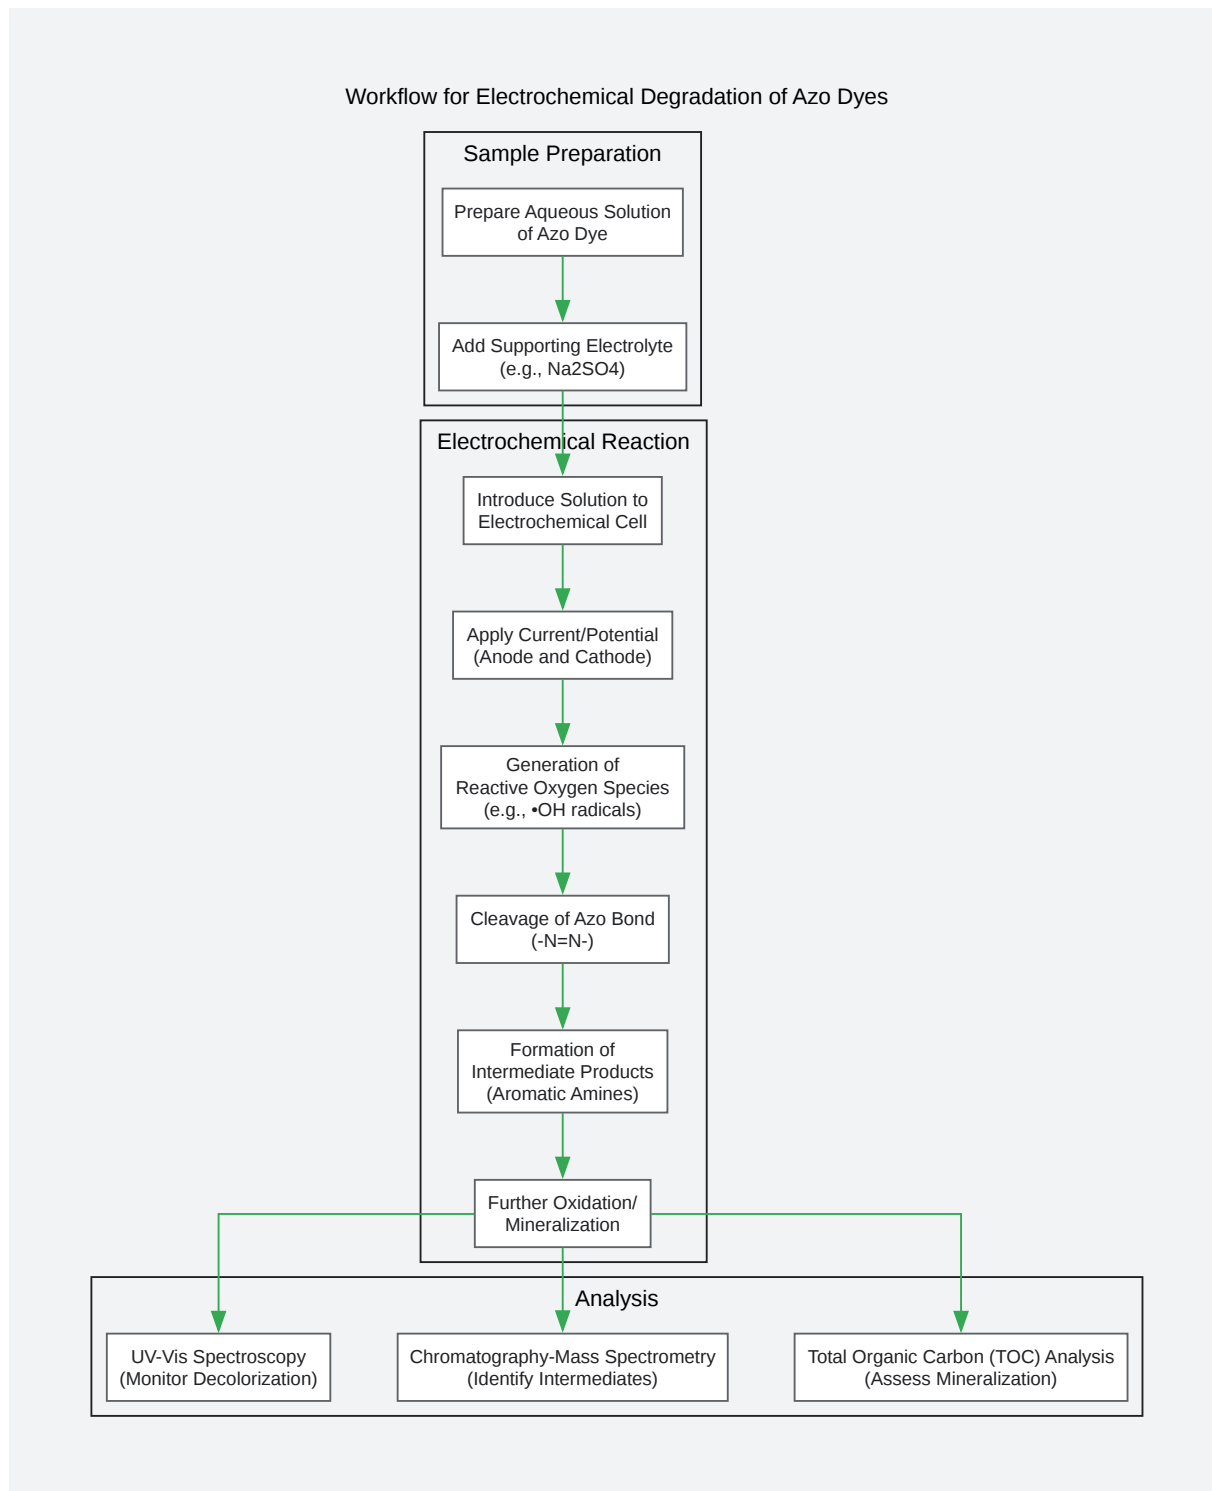 Workflow for Electrochemical Degradation of Azo Dyes
Sample Preparation
Prepare Aqueous Solution
of Azo Dye
Add Supporting Electrolyte
(e.g., Na2SO4)
Electrochemical Reaction
Introduce Solution to
Electrochemical Cell
Apply Current/Potential
(Anode and Cathode)
Generation of
Reactive Oxygen Species
(e.g., •OH radicals)
Cleavage of Azo Bond
(-N=N-)
Formation of
Intermediate Products
(Aromatic Amines)
Further Oxidation/
Mineralization
Analysis
UV-Vis Spectroscopy
(Monitor Decolorization)
Chromatography-Mass Spectrometry
(Identify Intermediates)
Total Organic Carbon (TOC) Analysis
(Assess Mineralization)